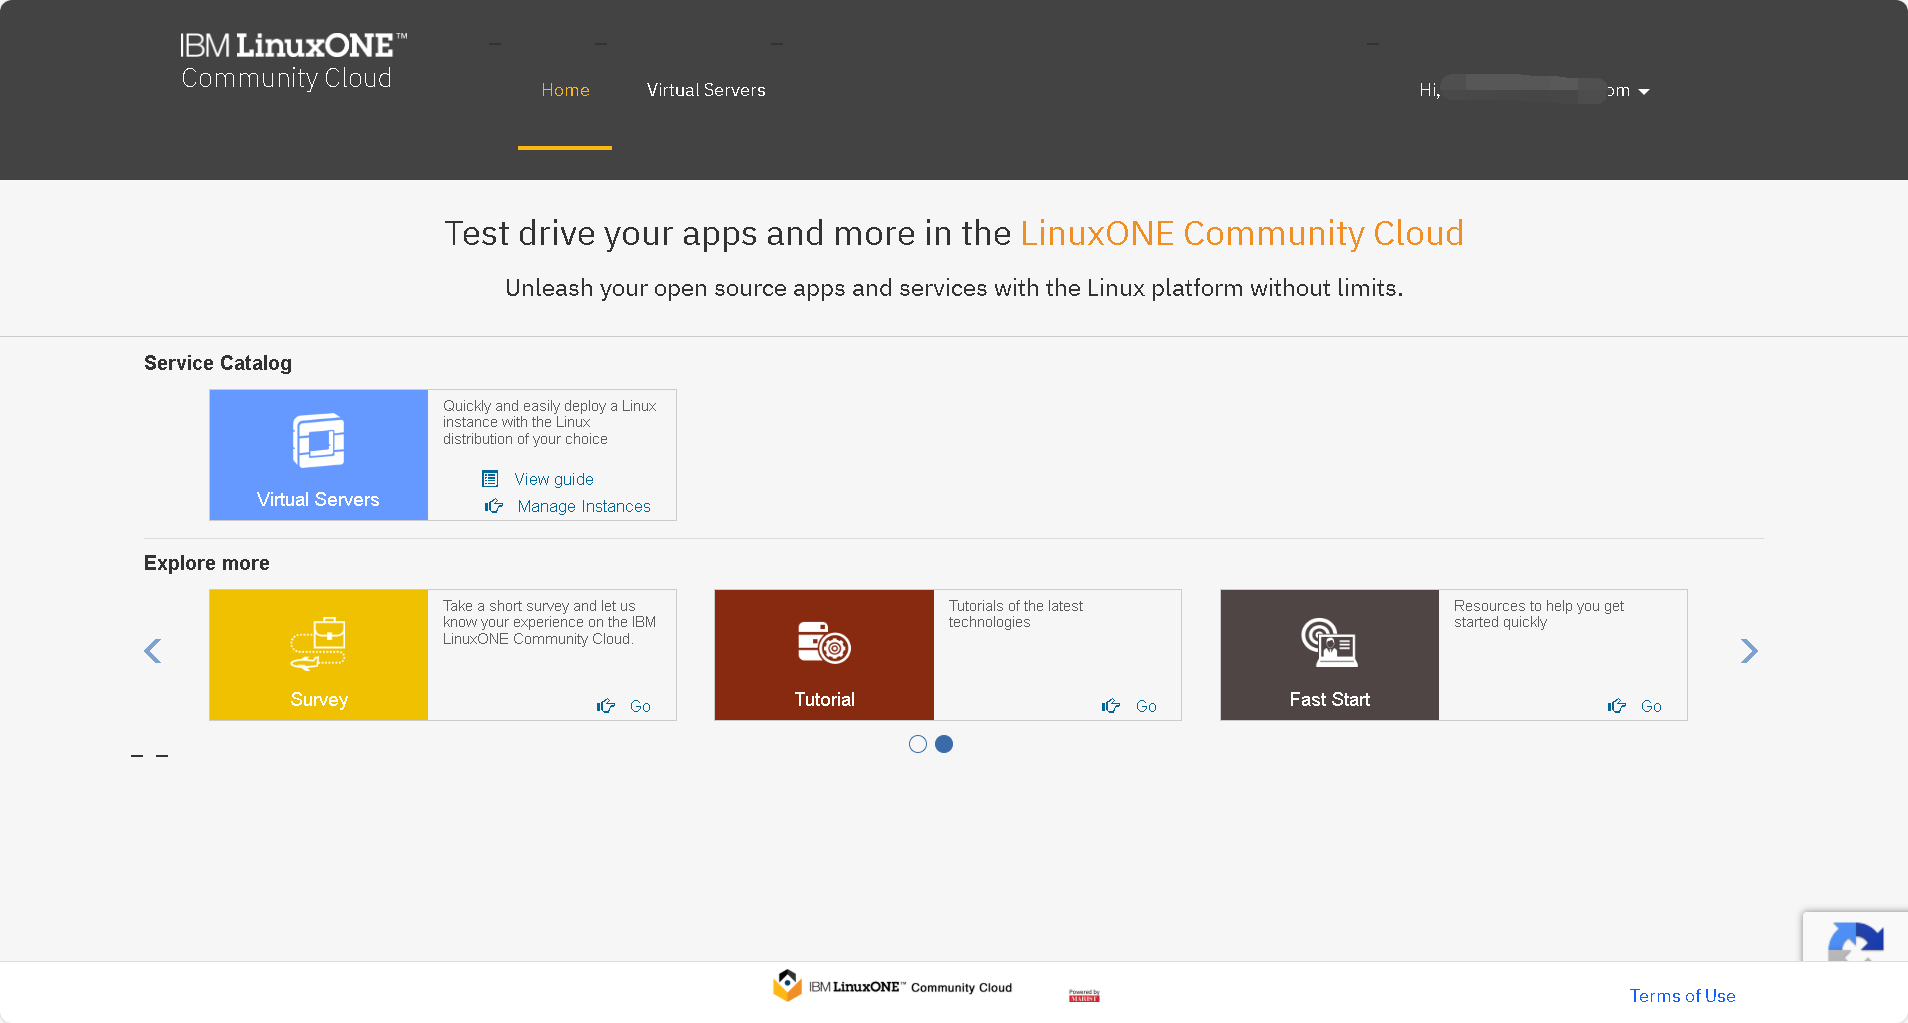 IBM LinuxONE™
Community Cloud
Home
Virtual Servers
Hi,
om
Test drive your apps and more in the LinuxONE Community Cloud
Unleash your open source apps and services with the Linux platform without limits.
Service Catalog
Virtual Servers
Quickly and easily deploy a Linux
instance with the Linux
distribution of your choice
View guide
Manage Instances
Explore more
Survey
Take a short survey and let us
know your experience on the IBM
LinuxONE Community Cloud.
Go
Tutorial
Tutorials of the latest
technologies
Go
Fast Start
Resources to help you get
started quickly
Go
IBM LinuxONE™ Community Cloud
Powered by
MARIST
Terms of Use